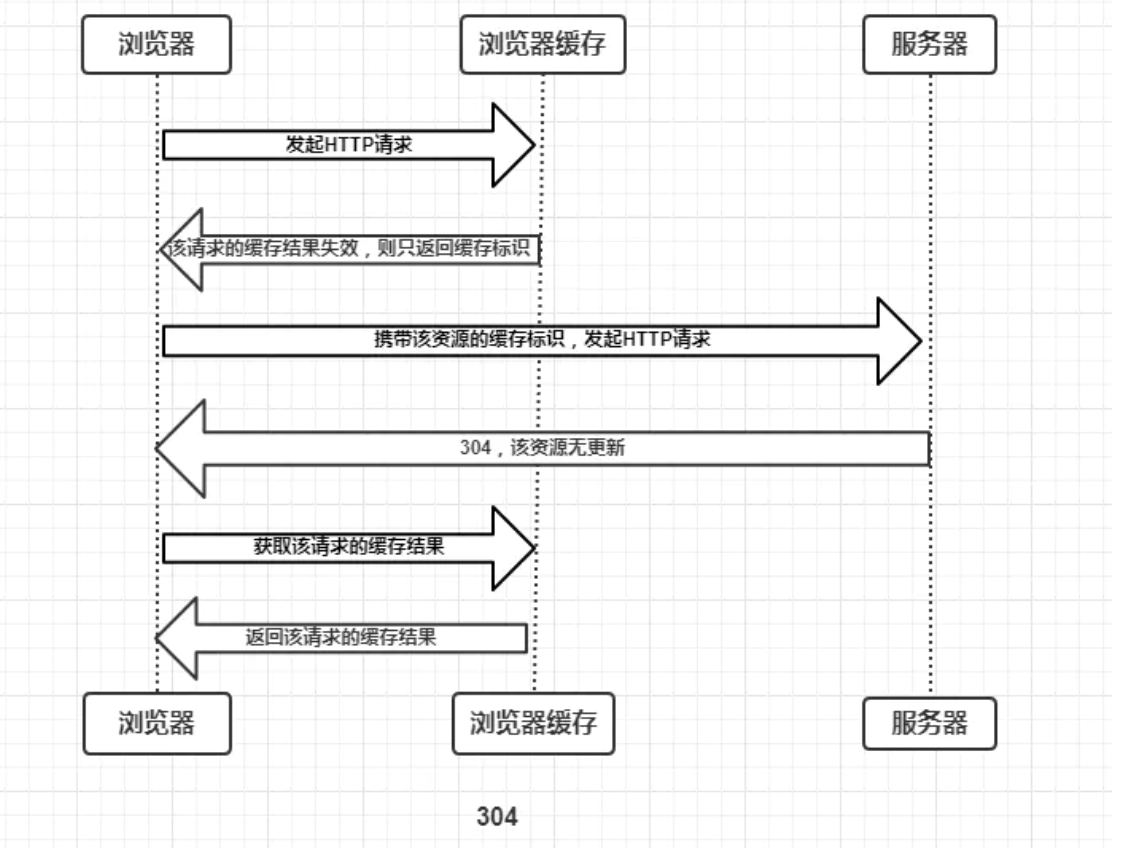 浏览器
浏览器缓存
服务器
发起HTTP请求
该请求的缓存结果失效，则只返回缓存标识
携带该资源的缓存标识，发起HTTP请求
304，该资源无更新
获取该请求的缓存结果
返回该请求的缓存结果
浏览器
浏览器缓存
服务器
304